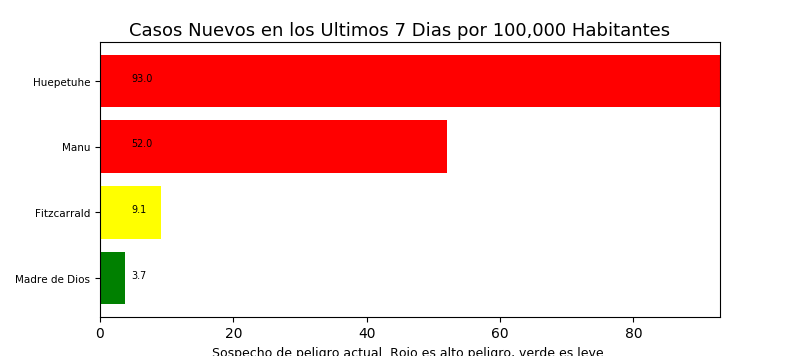 Casos Nuevos en los Ultimos 7 Dias por 100,000 Habitantes
Huepetuhe 93.0
Manu 52.0
Fitzcarrald 9.1
Madre de Dios 3.7
0 20 40 60 80
Sospecho de peligro actual. Rojo es alto peligro, verde es leve